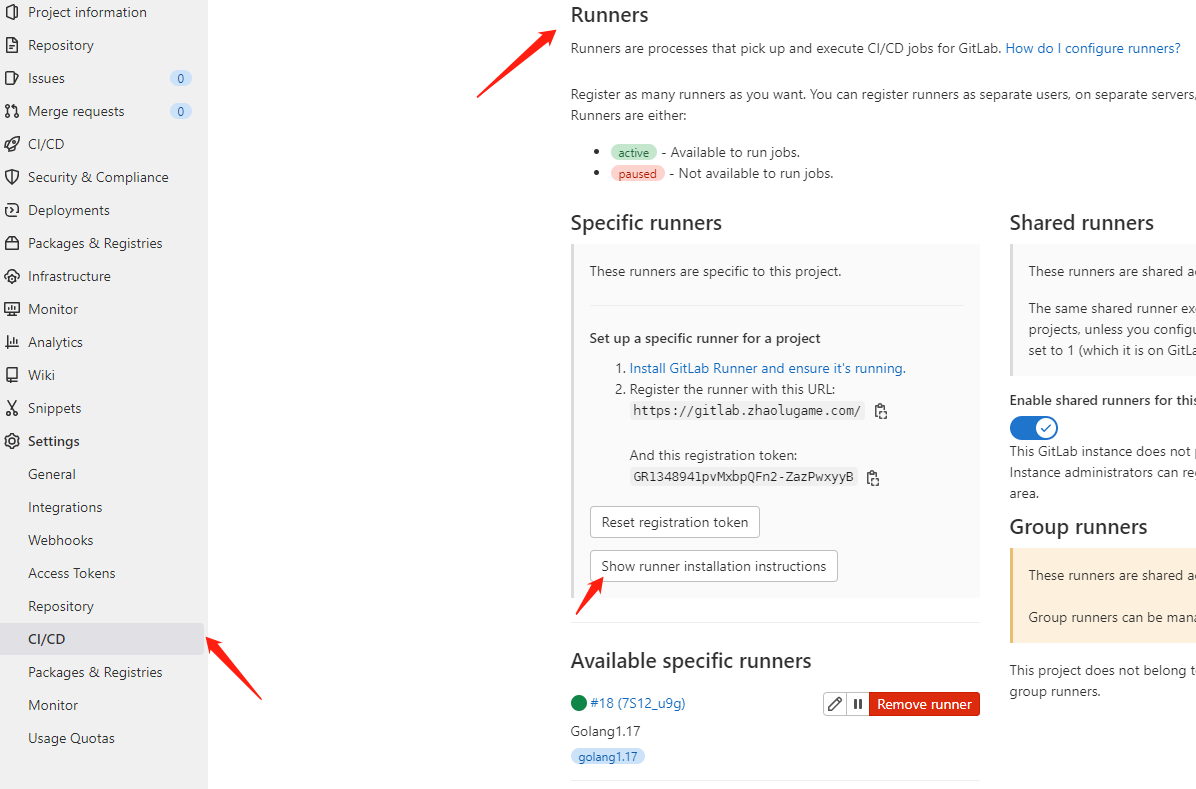 Project information
Repository
Issues 0
Merge requests 0
CI/CD
Security & Compliance
Deployments
Packages & Registries
Infrastructure
Monitor
Analytics
Wiki
Snippets
Settings
General
Integrations
Webhooks
Access Tokens
Repository
CI/CD
Packages & Registries
Monitor
Usage Quotas
Runners
Runners are processes that pick up and execute CI/CD jobs for GitLab. How do I configure runners?
Register as many runners as you want. You can register runners as separate users, on separate servers,
Runners are either:
active - Available to run jobs.
paused - Not available to run jobs.
Specific runners
These runners are specific to this project.
Set up a specific runner for a project
1. Install GitLab Runner and ensure it's running.
2. Register the runner with this URL:
https://gitlab.zhaolugame.com/
And this registration token:
GR1348941pvMxbpQFn2-ZazPwxyyB
Reset registration token
Show runner installation instructions
Available specific runners
#18 (7S12_u9g)
Remove runner
Golang1.17
golang1.17
Shared runners
These runners are shared
The same shared runner
projects, unless you
set to 1 (which it is on
Enable shared runners for
This GitLab instance does not
Instance administrators can
area.
Group runners
These runners are shared
Group runners can be
This project does not belong
group runners.